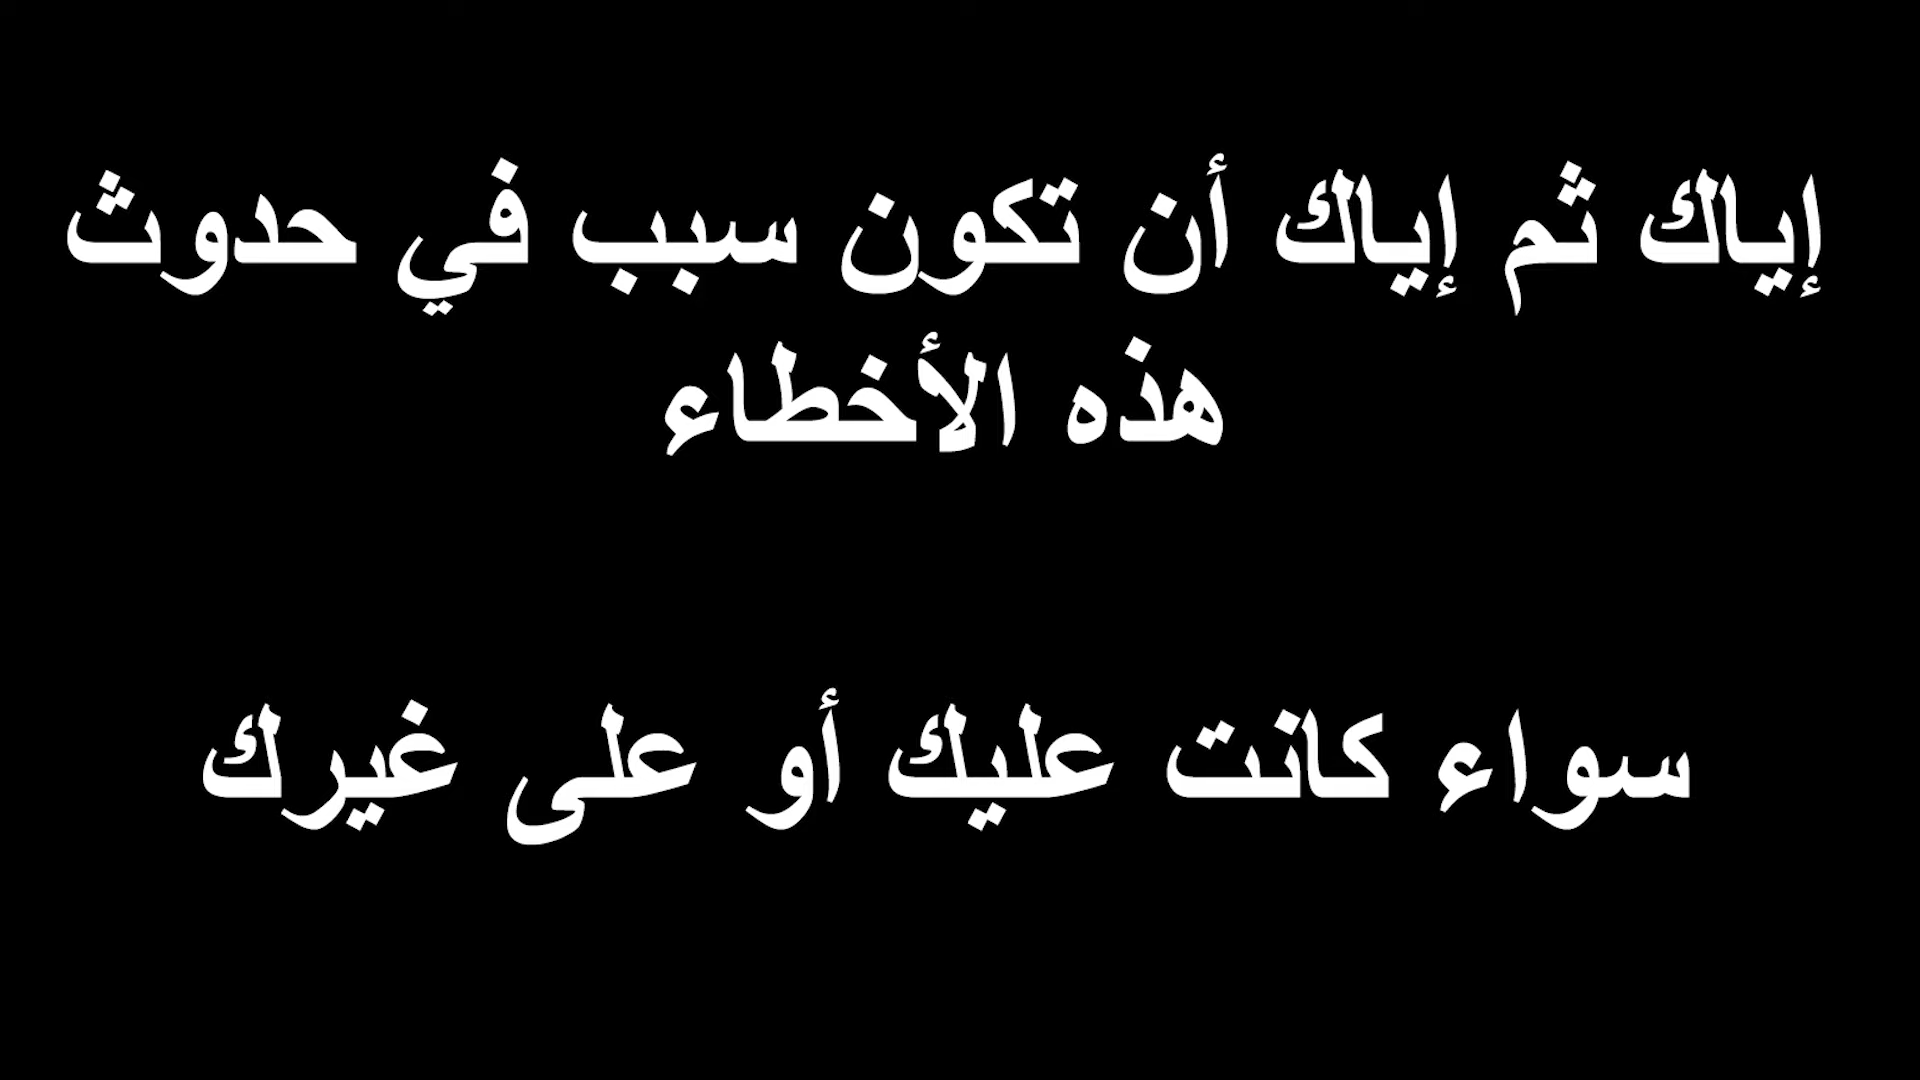 إياك ثم إياك أن تكون سبب في حدوث
هذه الأخطاء
سواء كانت عليك أو على غيرك